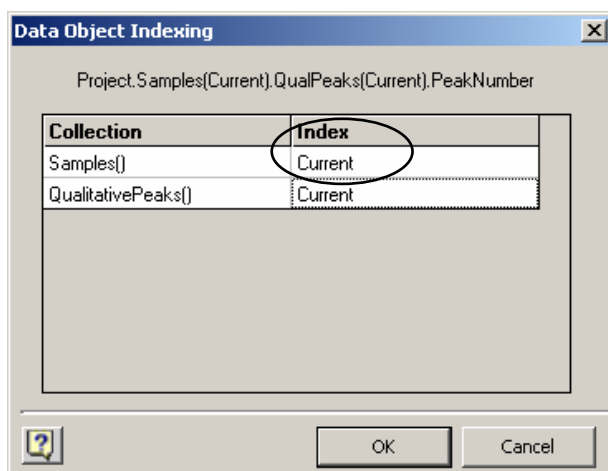 Data Object Indexing
Project.Samples(Current).QualPeaks(Current).PeakNumber
Collection Index
Samples() Current
QualitativePeaks() Current
OK Cancel